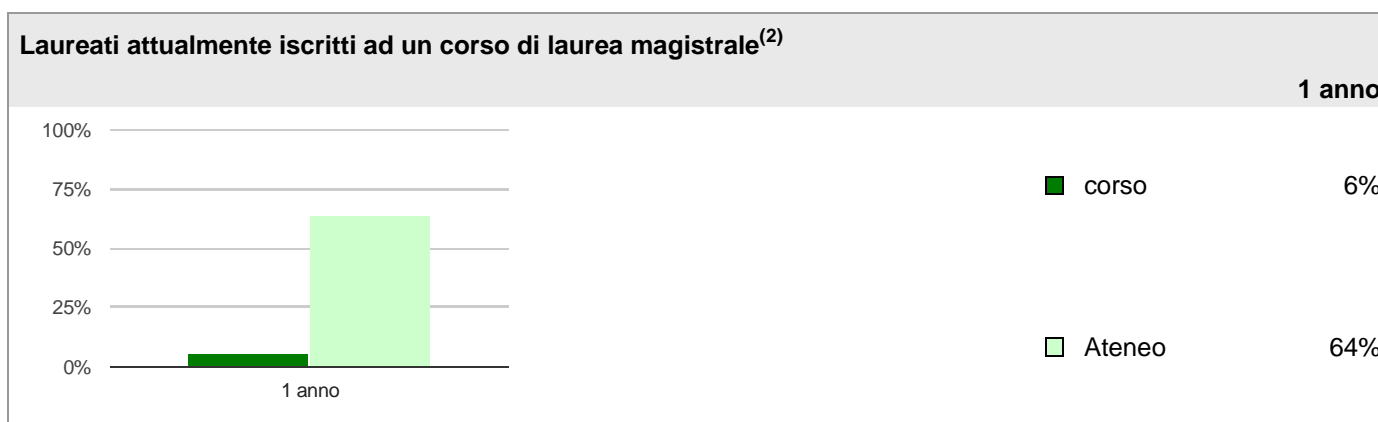 Laureati attualmente iscritti ad un corso di laurea magistrale(2)
1 anno
100%
75%
50%
25%
0%
1 anno
corso 6%
Ateneo 64%